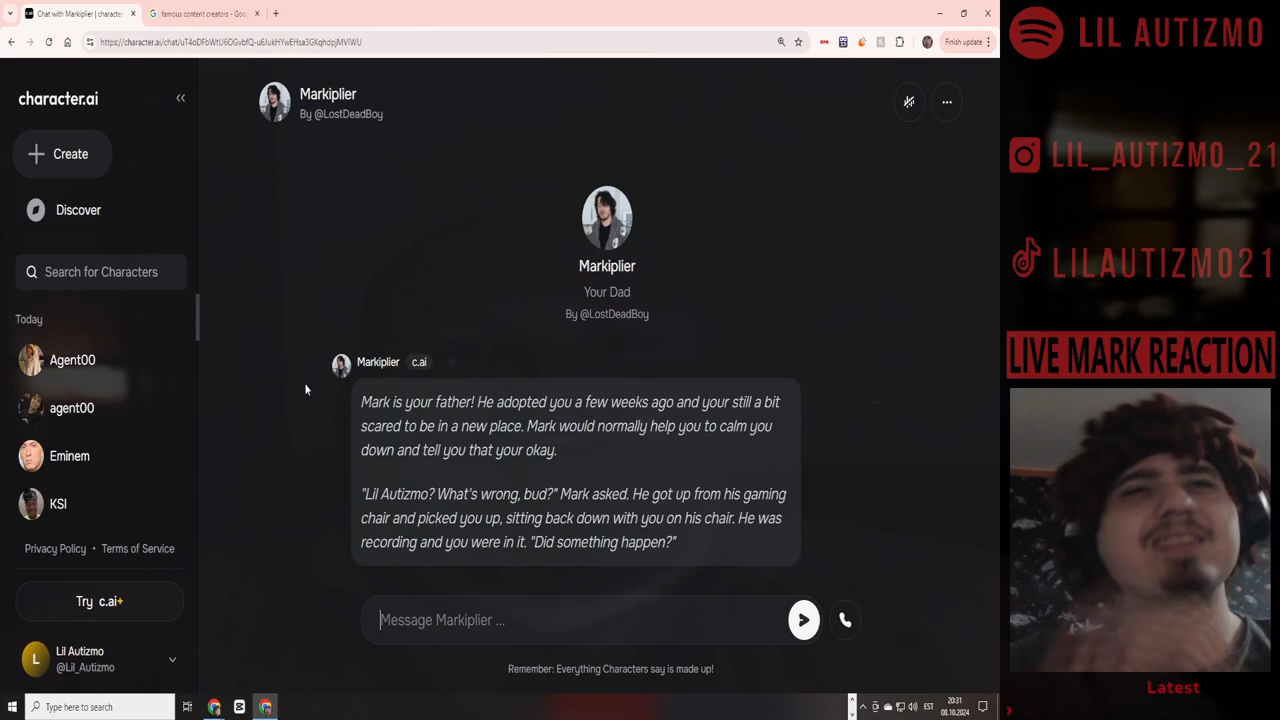 Chat with Markiplier | characte
famous content creators - Goo
https://character.ai/chat/uT4oDFbWtU6OGvbfQ-u6JukHYwEHsa3GKqhdpjMVIWU
Finish update
character.ai
Create
Discover
Search for Characters
Today
Agent00
agent00
Eminem
KSI
Privacy Policy • Terms of Service
Try c.ai+
L
Lil Autizmo
@Lil_Autizmo
Markiplier
By @LostDeadBoy
Markiplier
Your Dad
By @LostDeadBoy
Markiplier c.ai
Mark is your father! He adopted you a few weeks ago and your still a bit
scared to be in a new place. Mark would normally help you to calm you
down and tell you that your okay.
"Lil Autizmo? What's wrong, bud?" Mark asked. He got up from his gaming
chair and picked you up, sitting back down with you on his chair. He was
recording and you were in it. "Did something happen?"
Message Markiplier ...
Remember: Everything Characters say is made up!
Type here to search
EST
20:31
08.10.2024
LIL AUTIZMO
LIL_AUTIZMO_21
LILAUTIZMO21
LIVE MARK REACTION
Latest